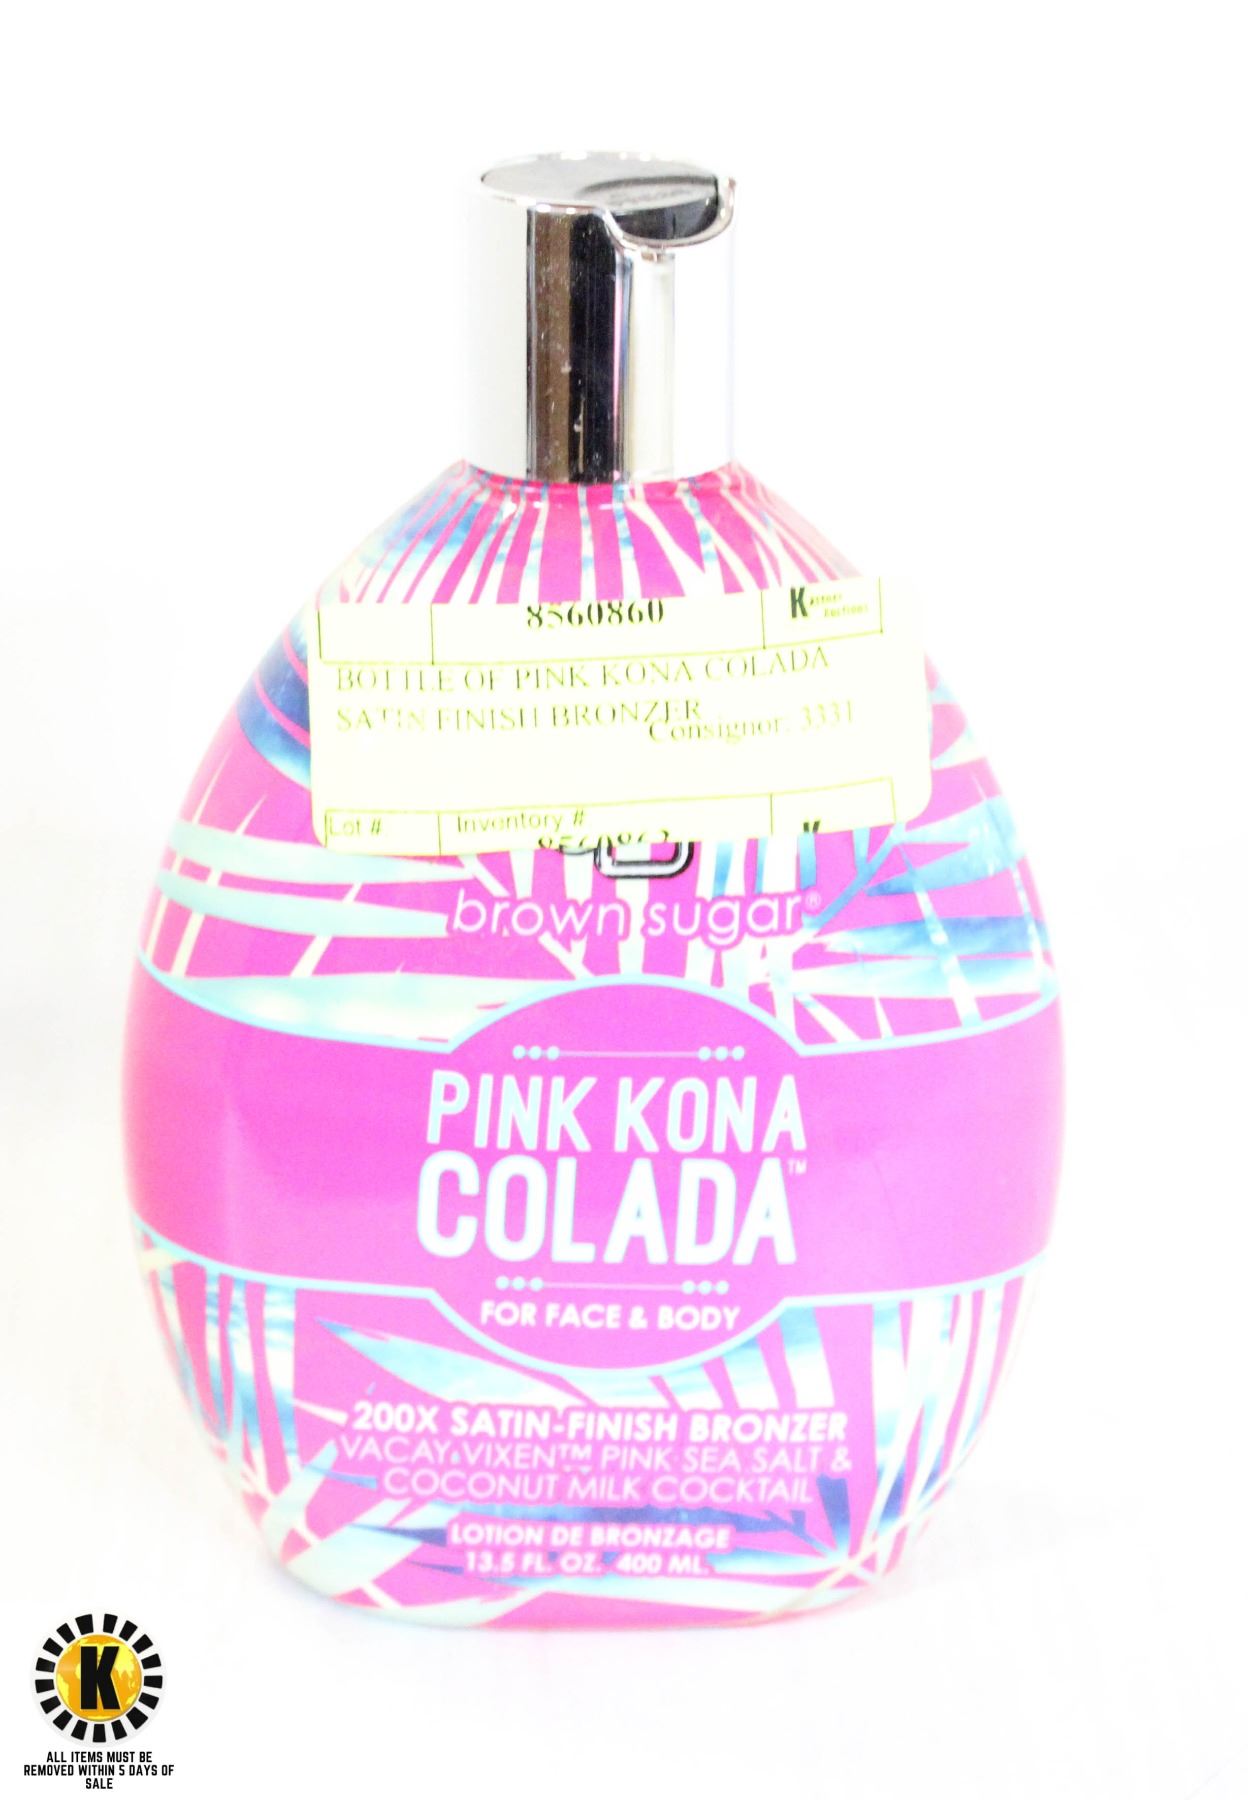 8560860
K
BOTTLE OF PINK KONA COLADA
SATIN FINISH BRONZER
Consignor: 3331
Lot # Inventory #
K
brown sugar®
PINK KONA
COLADA™
FOR FACE & BODY
200X SATIN-FINISH BRONZER
VACAY VIXEN™ PINK SEA SALT &
COCONUT MILK COCKTAIL
LOTION DE BRONZAGE
13.5 FL. OZ. 400 ML.
K
ALL ITEMS MUST BE
REMOVED WITHIN 5 DAYS OF
SALE